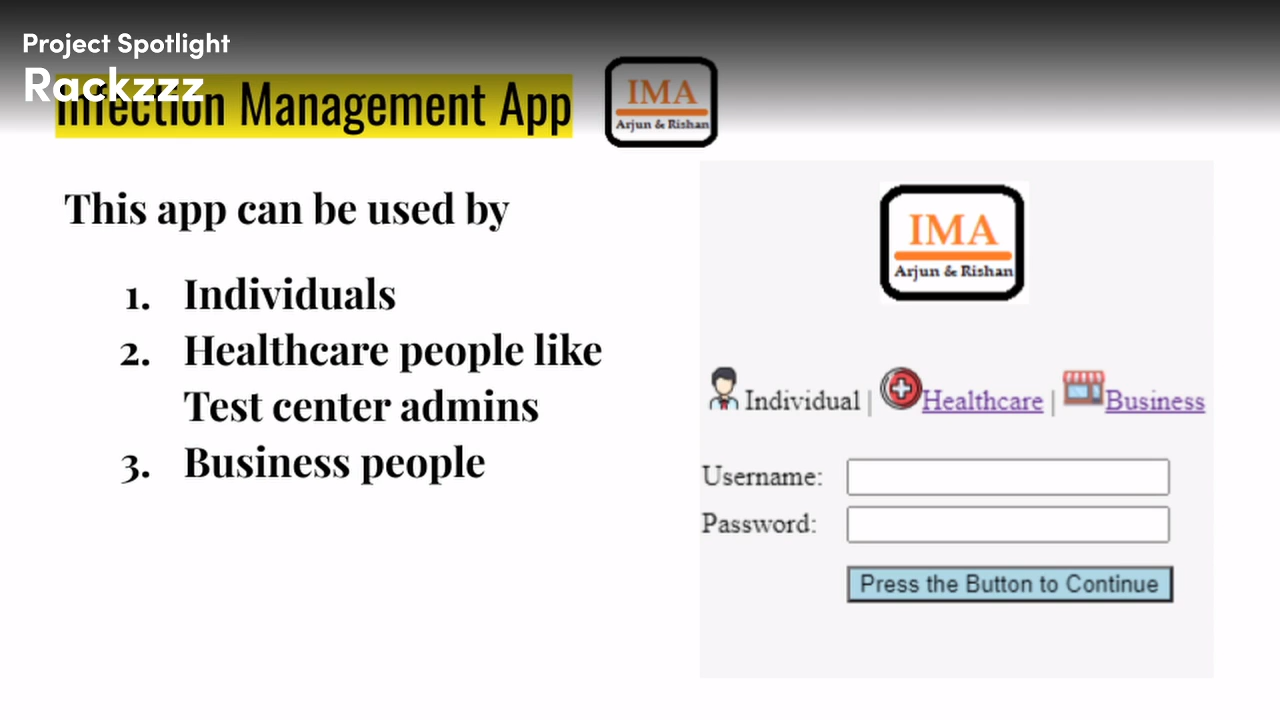 Project Spotlight
Rackzzz
Infection Management App
IMA
Arjun & Rishan
This app can be used by
1. Individuals
2. Healthcare people like
Test center admins
3. Business people
IMA
Arjun & Rishan
Individual | Healthcare | Business
Username:
Password:
Press the Button to Continue